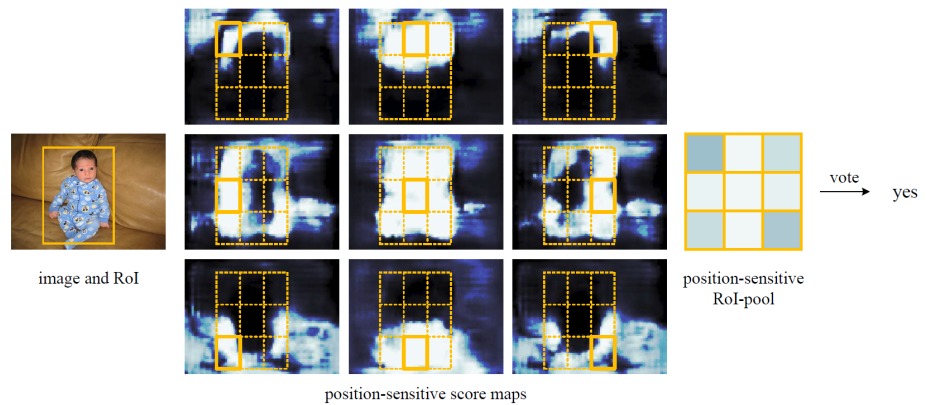 image and RoI
position-sensitive score maps
position-sensitive
RoI-pool
vote
yes